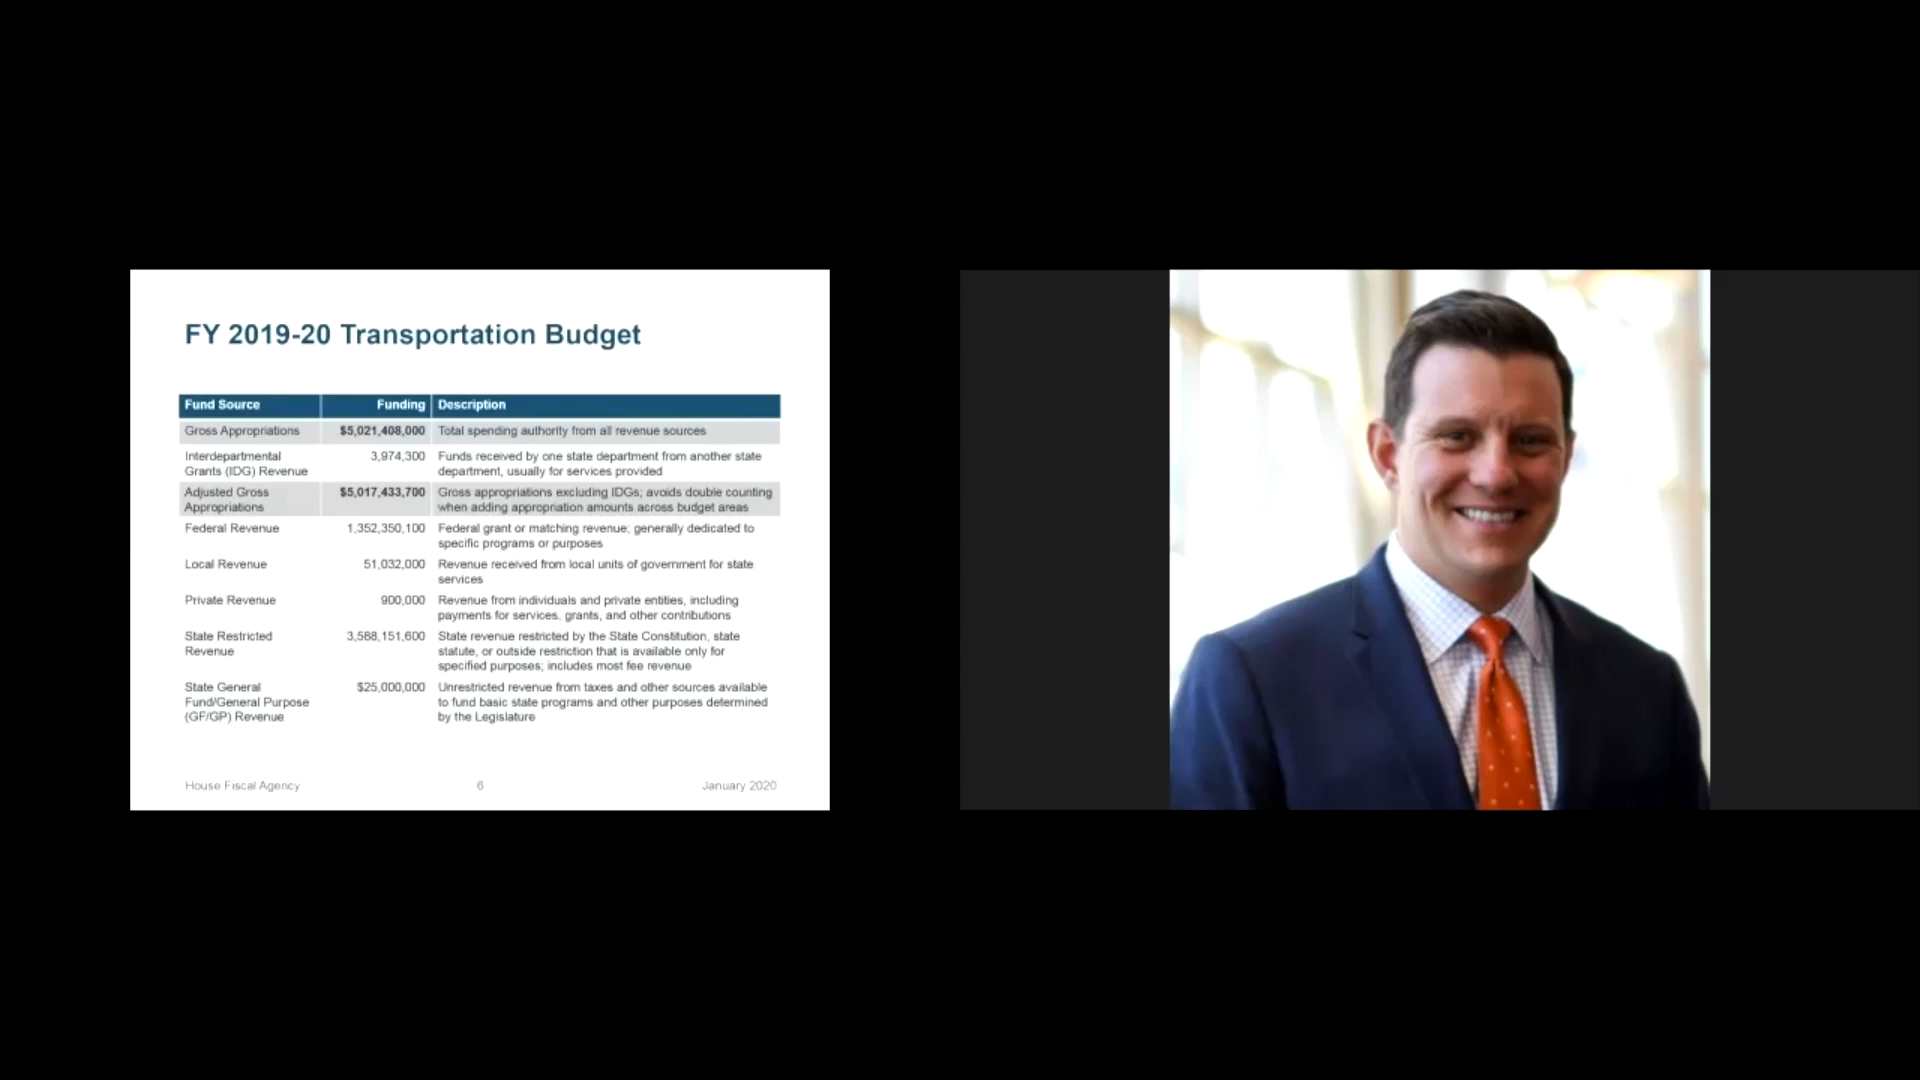 FY 2019-20 Transportation Budget
Fund Source Funding Description
Gross Appropriations $5,021,408,000 Total spending authority from all revenue sources
Interdepartmental 3,974,300 Funds received by one state department from another state
Grants (IDG) Revenue department, usually for services provided
Adjusted Gross $5,017,433,700 Gross appropriations excluding IDGs; avoids double counting
Appropriations when adding appropriation amounts across budget areas
Federal Revenue 1,352,350,100 Federal grant or matching revenue; generally dedicated to
specific programs or purposes
Local Revenue 51,032,000 Revenue received from local units of government for state
services
Private Revenue 900,000 Revenue from individuals and private entities, including
payments for services, grants, and other contributions
State Restricted 3,588,151,600 State revenue restricted by the State Constitution, state
Revenue statute, or outside restriction that is available only for
specified purposes; includes most fee revenue
State General $25,000,000 Unrestricted revenue from taxes and other sources available
Fund/General Purpose to fund basic state programs and other purposes determined
(GF/GP) Revenue by the Legislature
House Fiscal Agency 6 January 2020